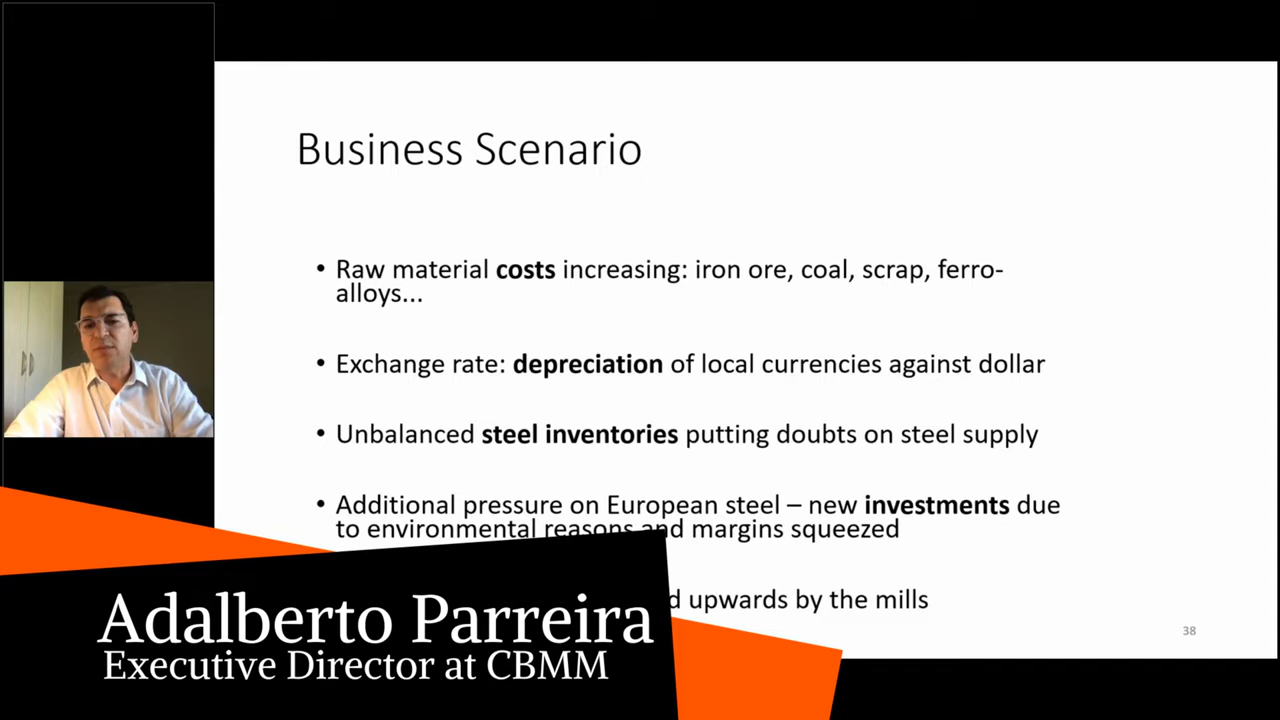 Business Scenario
• Raw material costs increasing: iron ore, coal, scrap, ferro-
alloys...
• Exchange rate: depreciation of local currencies against dollar
• Unbalanced steel inventories putting doubts on steel supply
• Additional pressure on European steel – new investments due
to environmental reasons and margins squeezed
upwards by the mills
38
Adalberto Parreira
Executive Director at CBMM